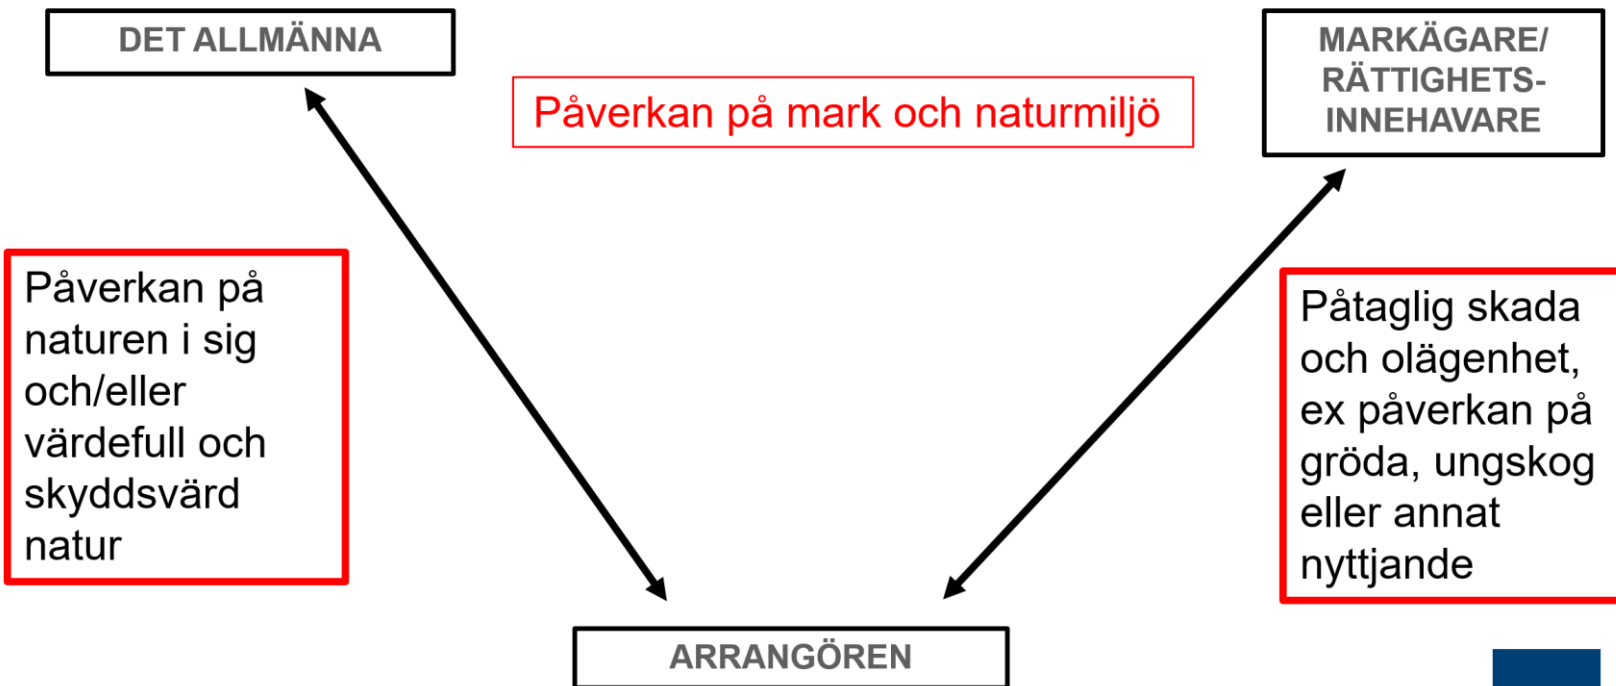 DET ALLMÄNNA
Påverkan på mark och naturmiljö
MARKÄGARE/
RÄTTIGHETS-
INNEHAVARE
Påverkan på
naturen i sig
och/eller
värdefull och
skyddsvärd
natur
Påtaglig skada
och olägenhet,
ex påverkan på
gröda, ungskog
eller annat
nyttjande
ARRANGÖREN